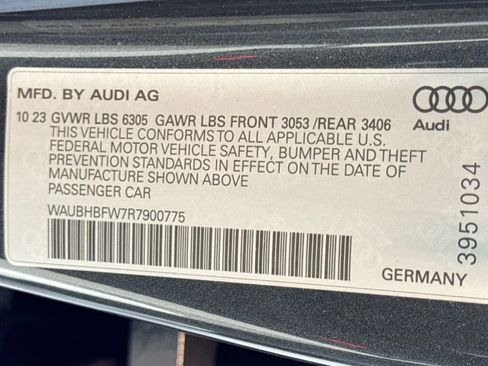 MFD. BY AUDI AG
10 23 GVWR LBS 6305 GAWR LBS FRONT 3053 /REAR 3406
THIS VEHICLE CONFORMS TO ALL APPLICABLE U.S.
FEDERAL MOTOR VEHICLE SAFETY, BUMPER AND THEFT
PREVENTION STANDARDS IN EFFECT ON THE DATE OF
MANUFACTURE SHOWN ABOVE
PASSENGER CAR
WAUBHBFW7R7900775
Audi
3951034
GERMANY